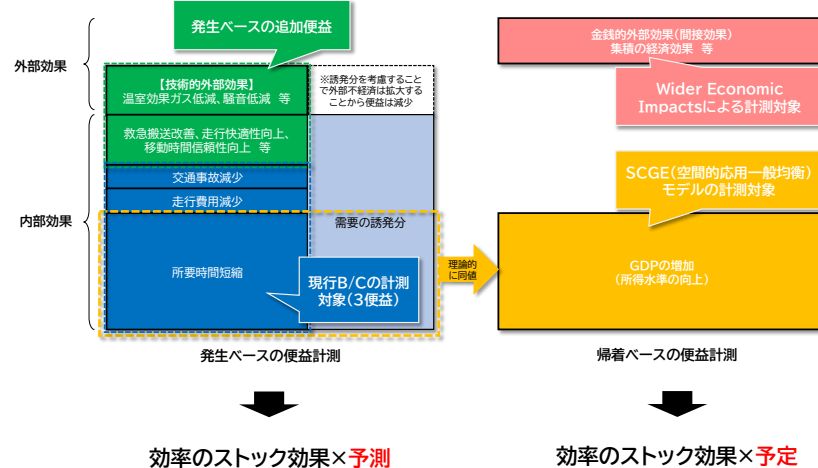 発生ベースの追加便益
外部効果
【技術的外部効果】
温室効果ガス低減、騒音低減 等
※誘発分を考慮すること
で外部不経済は拡大す
ることから便益は減少
救急搬送改善、走行快適性向上、
移動時間信頼性向上 等
交通事故減少
走行費用減少
内部効果
需要の誘発分
所要時間短縮
現行B/Cの計測
対象(3便益)
発生ベースの便益計測
効率のストック効果×予測
理論的
に同値
金銭的外部効果(間接効果)
集積の経済効果 等
Wider Economic
Impactsによる計測対象
SCGE(空間的応用一般均衡)
モデルの計測対象
GDPの増加
(所得水準の向上)
帰着ベースの便益計測
効率のストック効果×予定